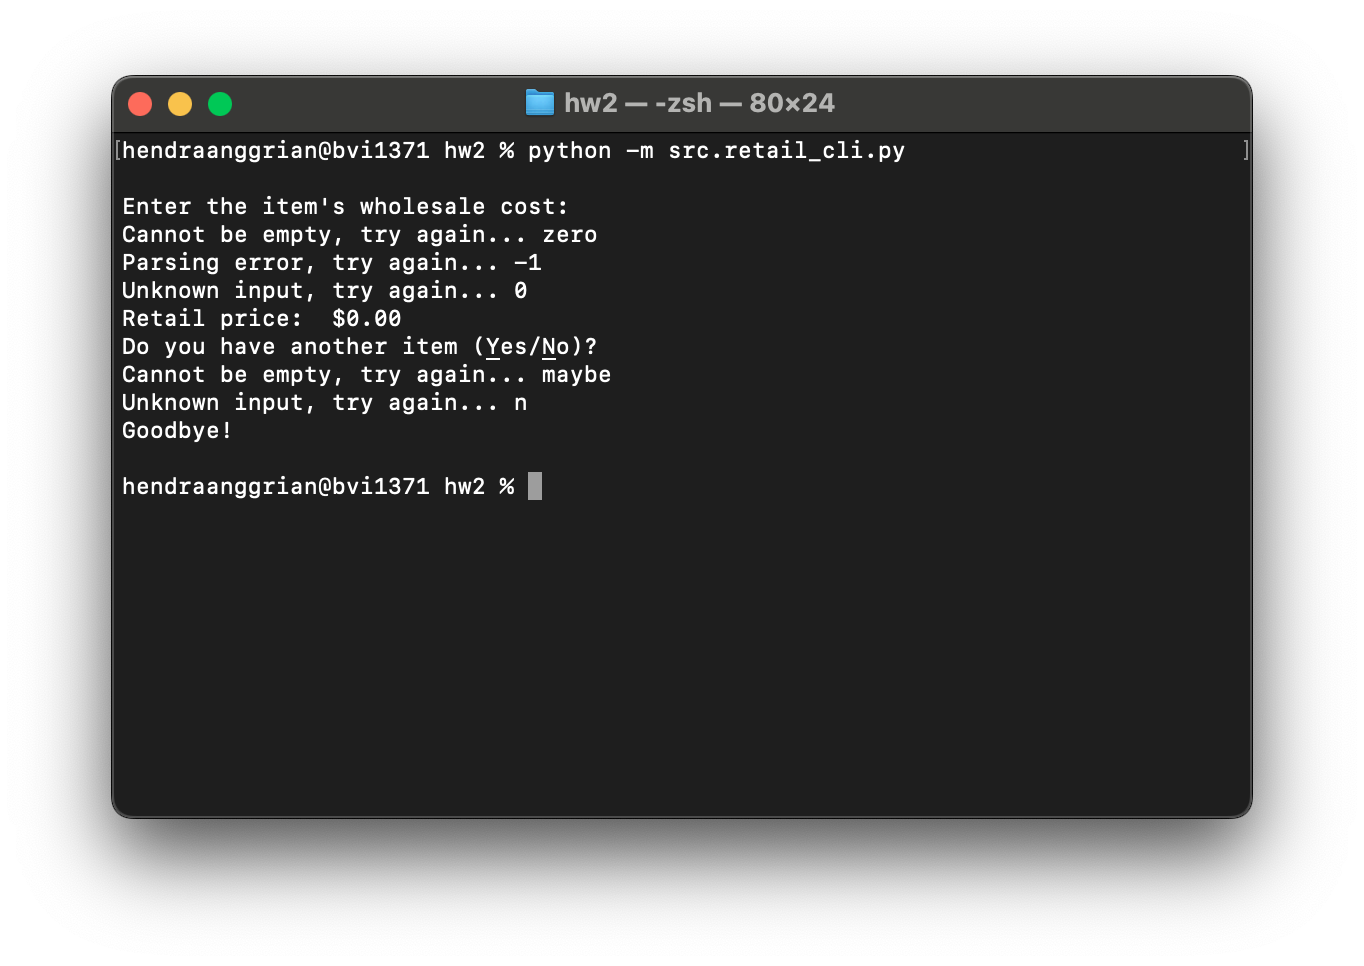 hw2 — -zsh — 80×24
[hendraanggrian@bvi1371 hw2 % python -m src.retail_cli.py ]
Enter the item's wholesale cost:
Cannot be empty, try again... zero
Parsing error, try again... -1
Unknown input, try again... 0
Retail price:  $0.00
Do you have another item (Yes/No)?
Cannot be empty, try again... maybe
Unknown input, try again... n
Goodbye!
hendraanggrian@bvi1371 hw2 %